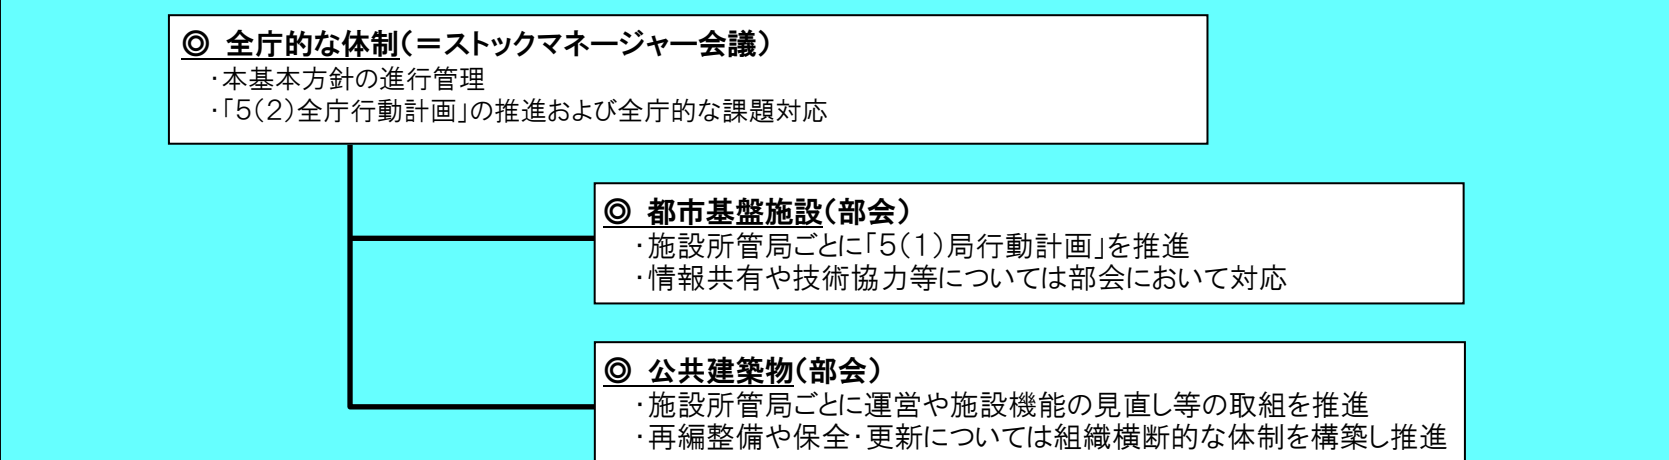 ◎ 全庁的な体制(＝ストックマネージャー会議)
・本基本方針の進行管理
・「5(2)全庁行動計画」の推進および全庁的な課題対応
◎ 都市基盤施設(部会)
・施設所管局ごとに「5(1)局行動計画」を推進
・情報共有や技術協力等については部会において対応
◎ 公共建築物(部会)
・施設所管局ごとに運営や施設機能の見直し等の取組を推進
・再編整備や保全・更新については組織横断的な体制を構築し推進